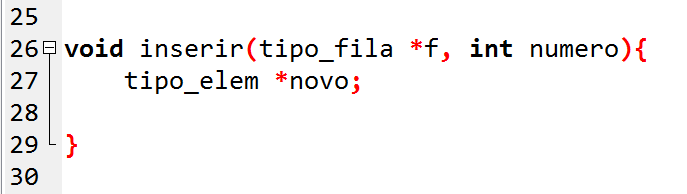 25
26 void inserir(tipo_fila *f, int numero){
27     tipo_elem *novo;
28
29 }
30